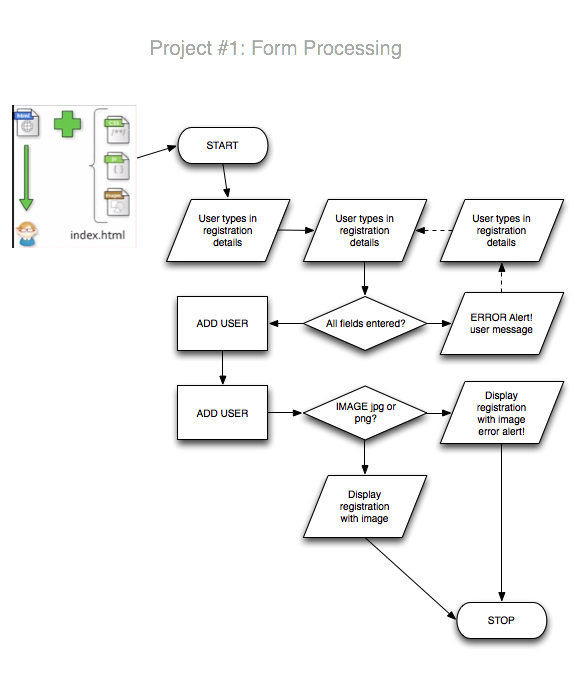 Project #1: Form Processing
index.html
START
User types in
registration
details
User types in
registration
details
User types in
registration
details
ADD USER
All fields entered?
ERROR Alert!
user message
ADD USER
IMAGE jpg or
png?
Display
registration
with image
error alert!
Display
registration
with image
STOP